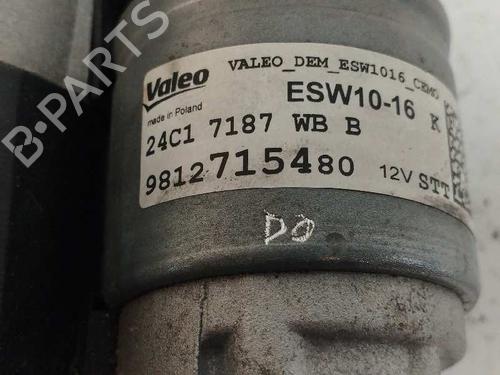 B-PARTS
Valeo
VALEO_DEM_ESW1016_CEMO
made in Poland
ESW10-16 K
24C1 7187 WB B
9812715480 12V STT
DO